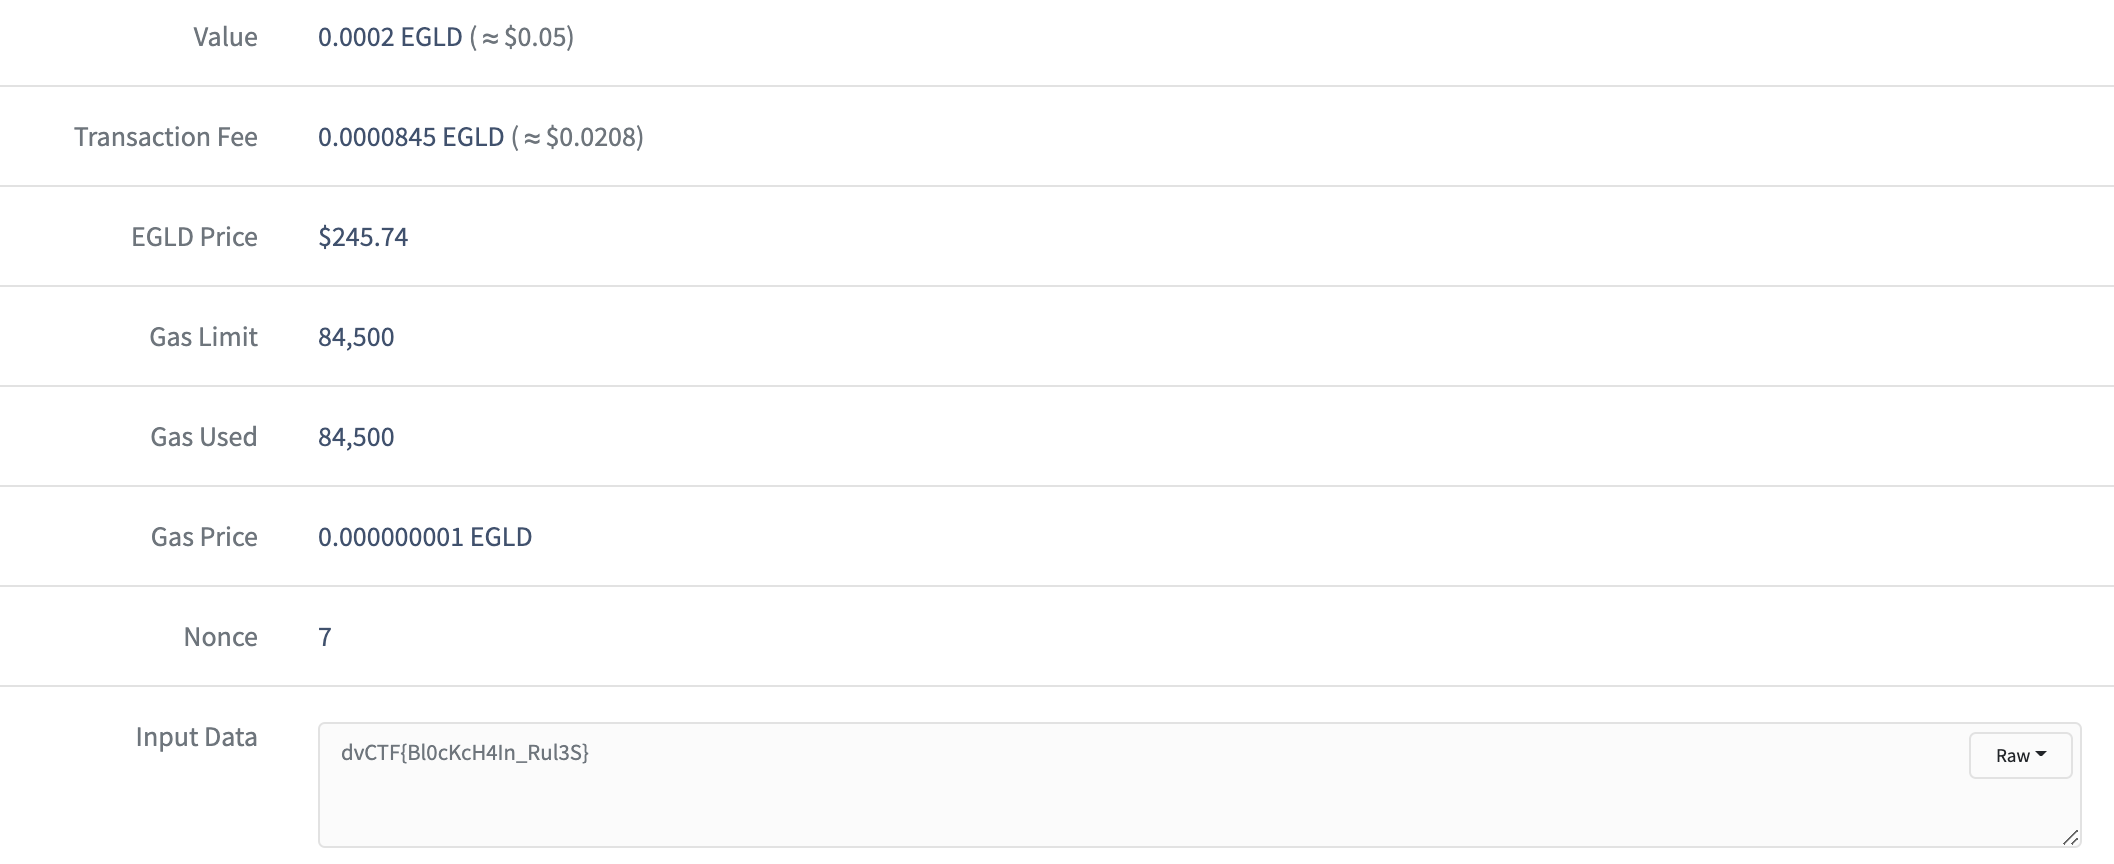 Value 0.0002 EGLD (≈ $0.05)
Transaction Fee 0.0000845 EGLD (≈ $0.0208)
EGLD Price $245.74
Gas Limit 84,500
Gas Used 84,500
Gas Price 0.000000001 EGLD
Nonce 7
Input Data
dvCTF{Bl0cKcH4In_Rul3S}
Raw